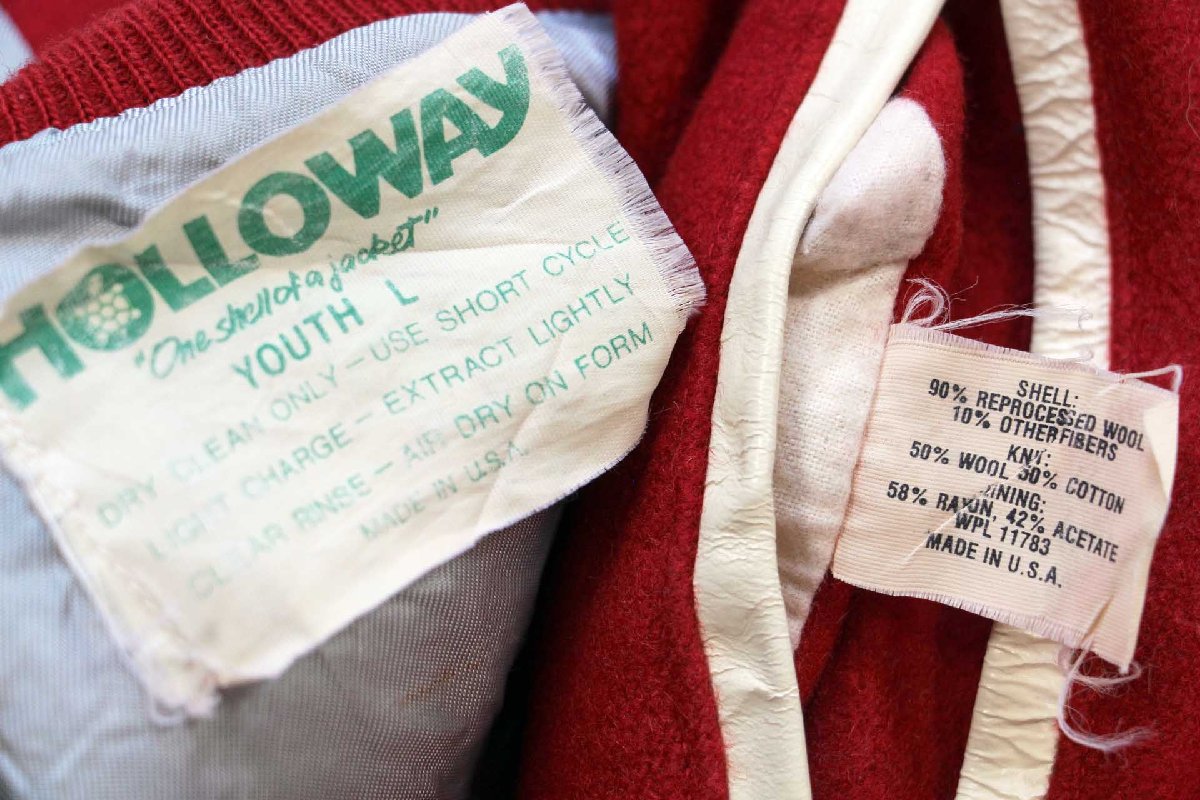 HOLLOWAY
"One shell of a jacket"
YOUTH L
DRY CLEAN ONLY - USE SHORT CYCLE
LIGHT CHARGE - EXTRACT LIGHTLY
CLEAR RINSE - AIR DRY ON FORM
MADE IN U.S.A.
SHELL:
90% REPROCESSED WOOL
10% OTHER FIBERS
KNIT:
50% WOOL 30% COTTON
LINING:
58% RAYON, 42% ACETATE
WPL 11783
MADE IN U.S.A.